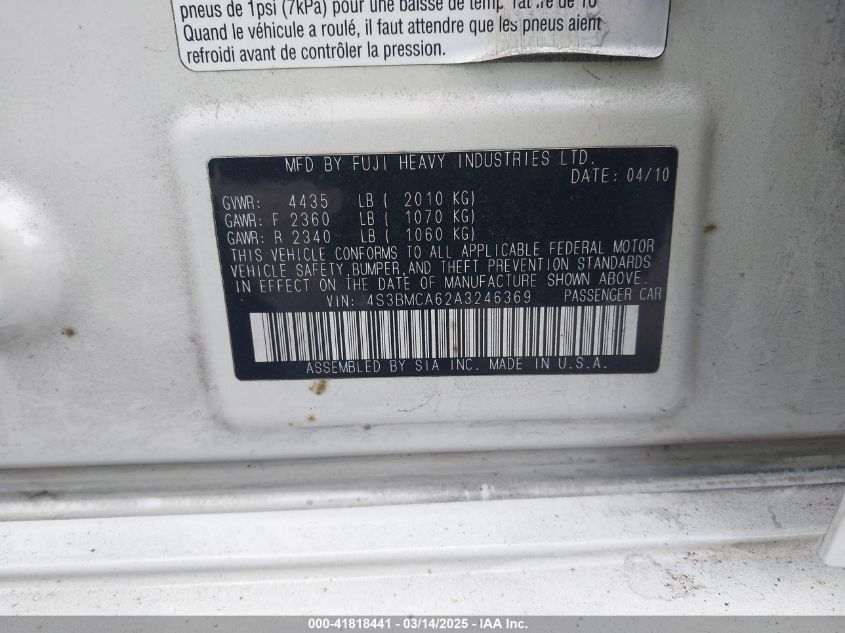 pneus de 1psi (7kPa) pour une baisse de de 10
Quand le véhicule a roulé, il faut attendre que les pneus aient
refroidi avant de contrôler la pression.
MFD BY FUJI HEAVY INDUSTRIES LTD.
DATE: 04/10
GVWR: 4435 LB ( 2010 KG)
GAWR: F 2360 LB ( 1070 KG)
GAWR: R 2340 LB ( 1060 KG)
THIS VEHICLE CONFORMS TO ALL APPLICABLE FEDERAL MOTOR
VEHICLE SAFETY,BUMPER,AND THEFT PREVENTION STANDARDS
IN EFFECT ON THE DATE OF MANUFACTURE SHOWN ABOVE.
VIN: 4S3BMCA62A3246369 PASSENGER CAR
ASSEMBLED BY SIA INC. MADE IN U.S.A.
000-41818441 - 03/14/2025 - IAA Inc.